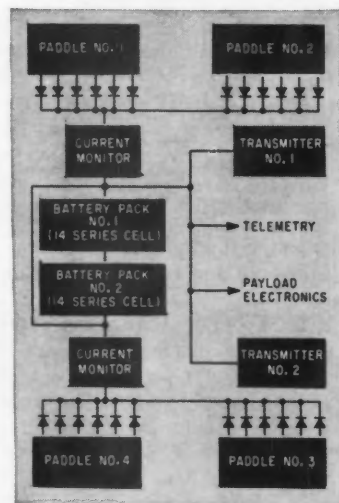 PADDLE NO. 1
PADDLE NO. 2
CURRENT
MONITOR
TRANSMITTER
NO. 1
BATTERY PACK
NO. 1
(14 SERIES CELL)
TELEMETRY
BATTERY PACK
NO. 2
(14 SERIES CELL)
PAYLOAD
ELECTRONICS
CURRENT
MONITOR
TRANSMITTER
NO. 2
PADDLE NO. 4
PADDLE NO. 3